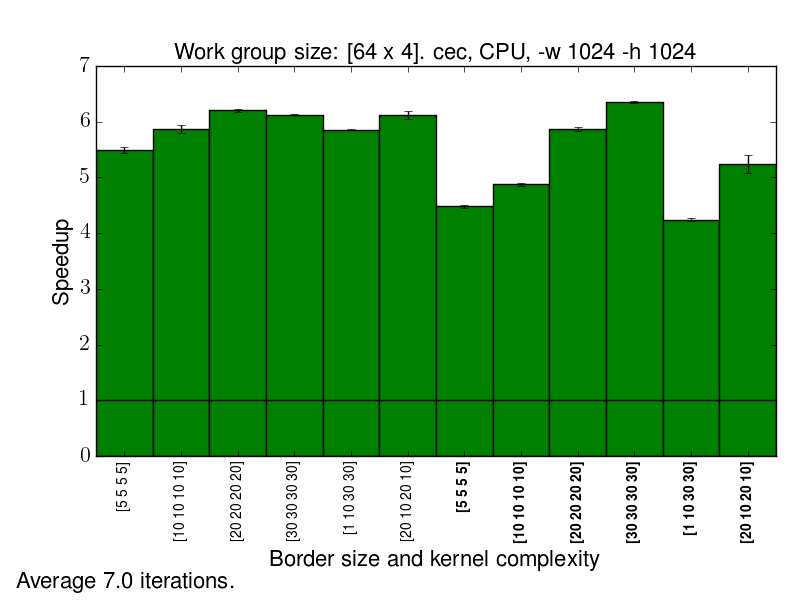 Work group size: [64 x 4]. cec, CPU, -w 1024 -h 1024
7
6
5
4
3
2
1
0
Speedup
[5 5 5 5]
[10 10 10 10]
[20 20 20 20]
[30 30 30 30]
[1 10 30 30]
[20 10 20 10]
[5 5 5 5]
[10 10 10 10]
[20 20 20 20]
[30 30 30 30]
[1 10 30 30]
[20 10 20 10]
Border size and kernel complexity
Average 7.0 iterations.